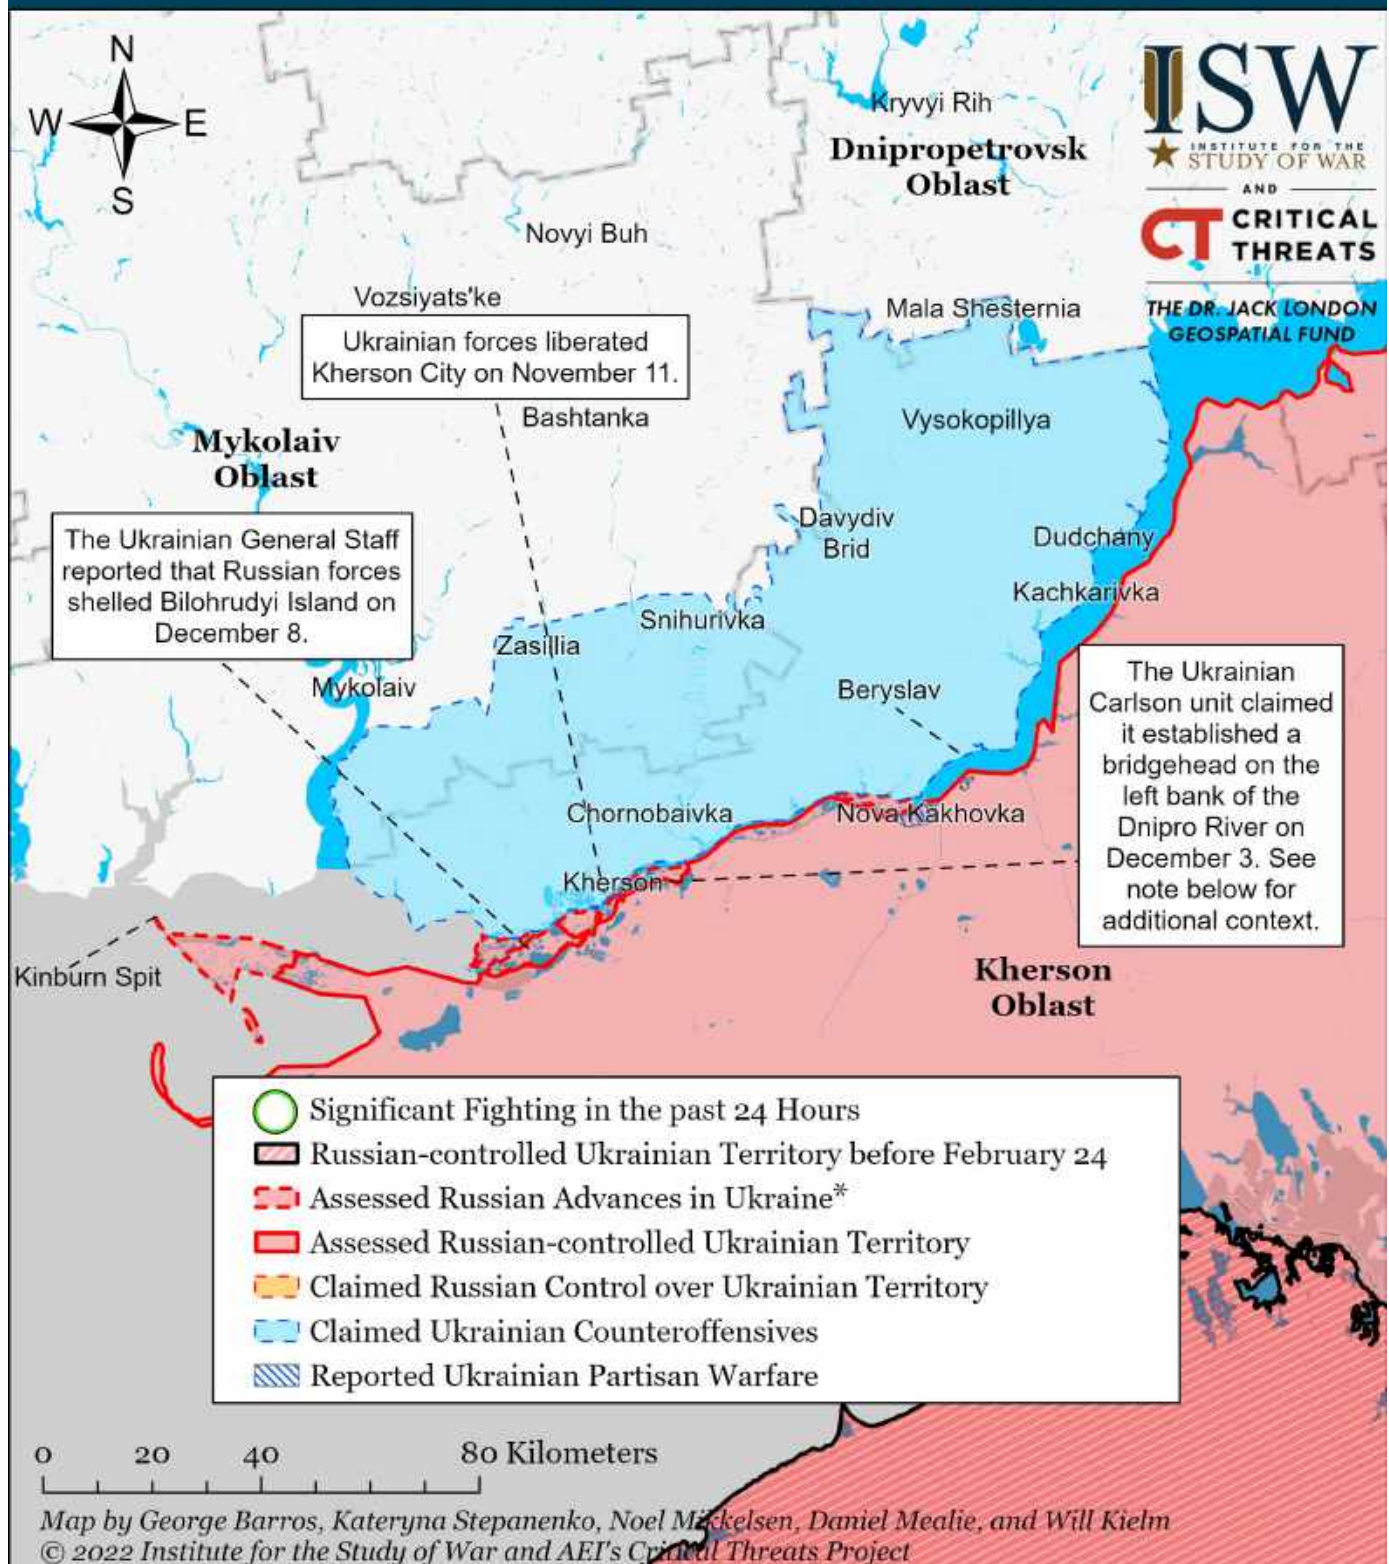 N
W E
S
ISW
INSTITUTE FOR THE
STUDY OF WAR
AND
CT CRITICAL
THREATS
THE DR. JACK LONDON
GEOSPATIAL FUND
Kryvyi Rih
Dnipropetrovsk
Oblast
Novyi Buh
Vozsiyats'ke
Mala Shesternia
Ukrainian forces liberated
Kherson City on November 11.
Bashtanka
Vysokopillya
Mykolaiv
Oblast
The Ukrainian General Staff
reported that Russian forces
shelled Bilohrudyi Island on
December 8.
Davydiv
Brid
Dudchany
Kachkarivka
Snihurivka
Zasillia
Mykolaiv
Beryslav
The Ukrainian
Carlson unit claimed
it established a
bridgehead on the
left bank of the
Dnipro River on
December 3. See
note below for
additional context.
Chornobaivka
Nova Kakhovka
Kherson
Kinburn Spit
Kherson
Oblast
Significant Fighting in the past 24 Hours
Russian-controlled Ukrainian Territory before February 24
Assessed Russian Advances in Ukraine*
Assessed Russian-controlled Ukrainian Territory
Claimed Russian Control over Ukrainian Territory
Claimed Ukrainian Counteroffensives
Reported Ukrainian Partisan Warfare
0 20 40 80 Kilometers
Map by George Barros, Kateryna Stepanenko, Noel Mikkelsen, Daniel Mealie, and Will Kielm
© 2022 Institute for the Study of War and AEI's Critical Threats Project